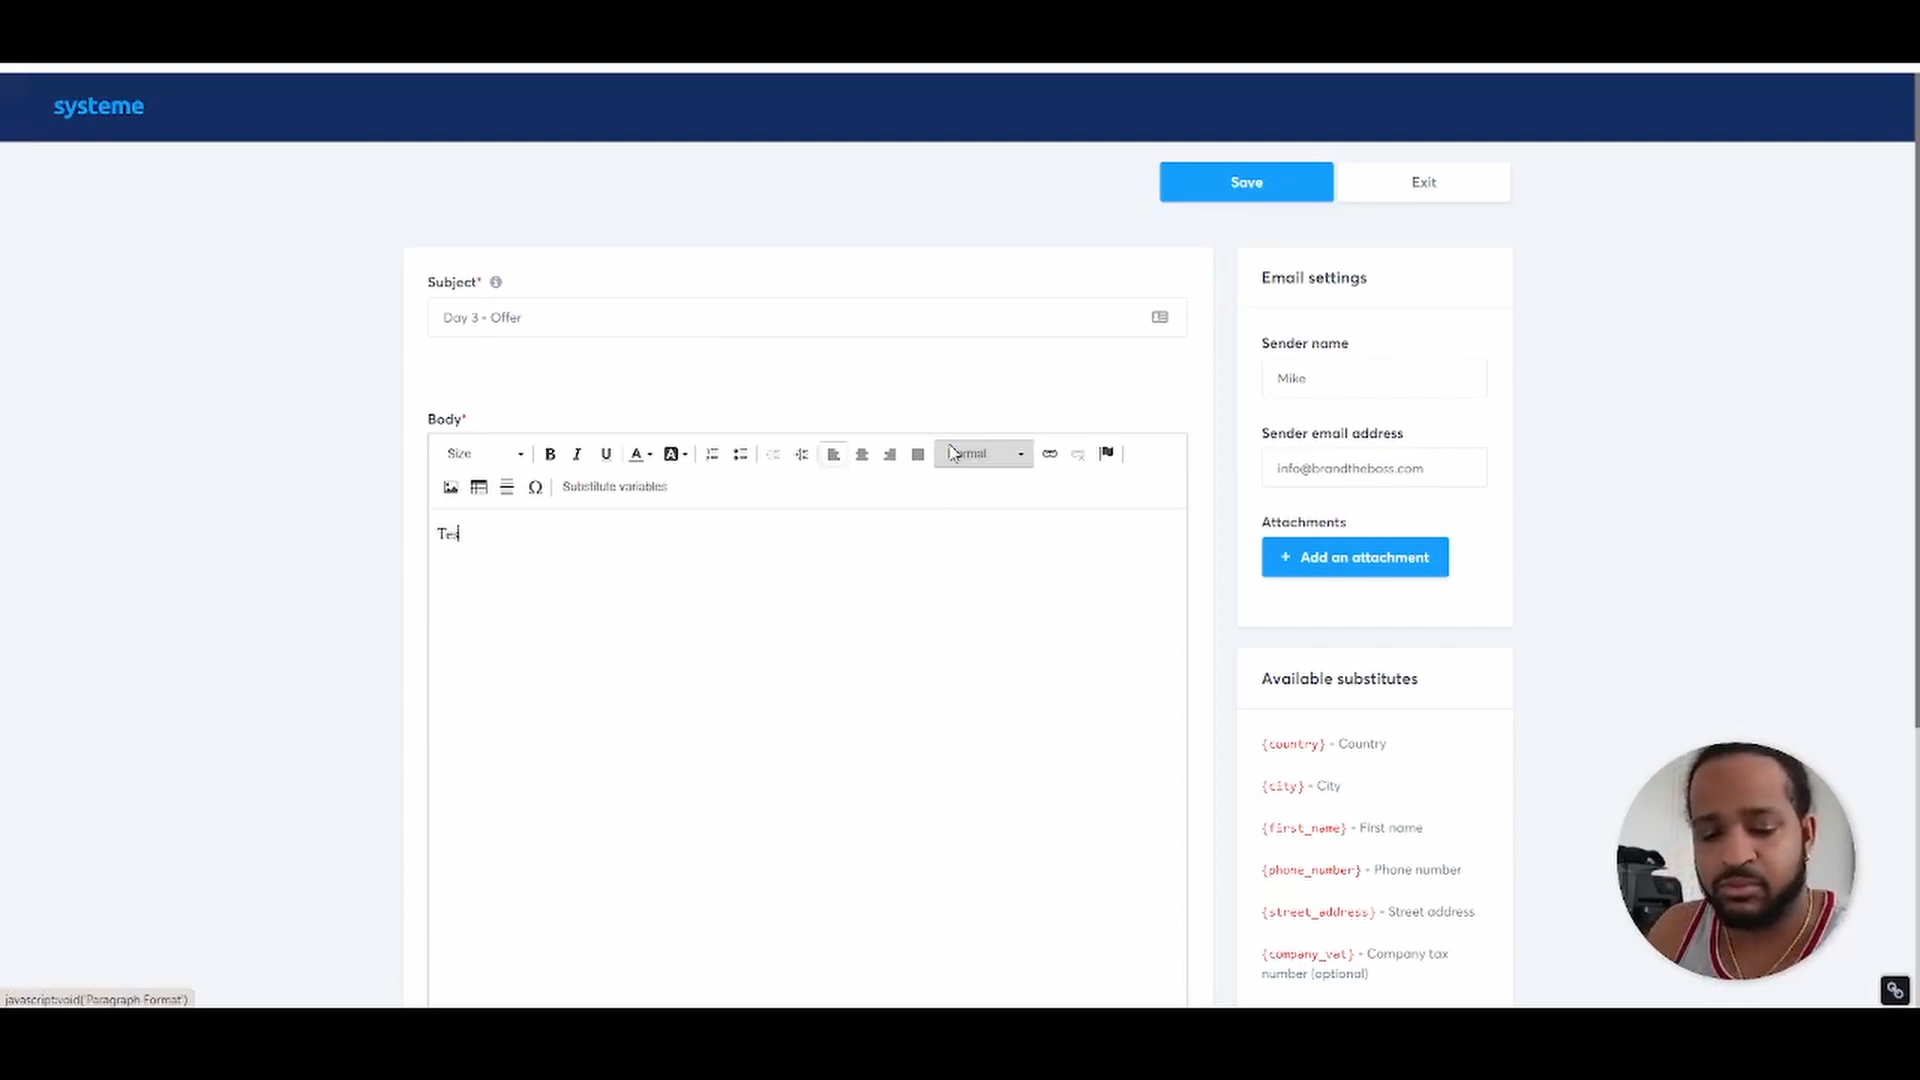 systeme
Save
Exit
Subject*
Day 3 - Offer
Body*
Size
B I U A A
Substitute variables
Tes
Email settings
Sender name
Mike
Sender email address
info@brandtheboss.com
Attachments
+ Add an attachment
Available substitutes
{country} - Country
{city} - City
{first_name} - First name
{phone_number} - Phone number
{street_address} - Street address
{company_vat} - Company tax
number (optional)
javascript:void('Paragraph Format')